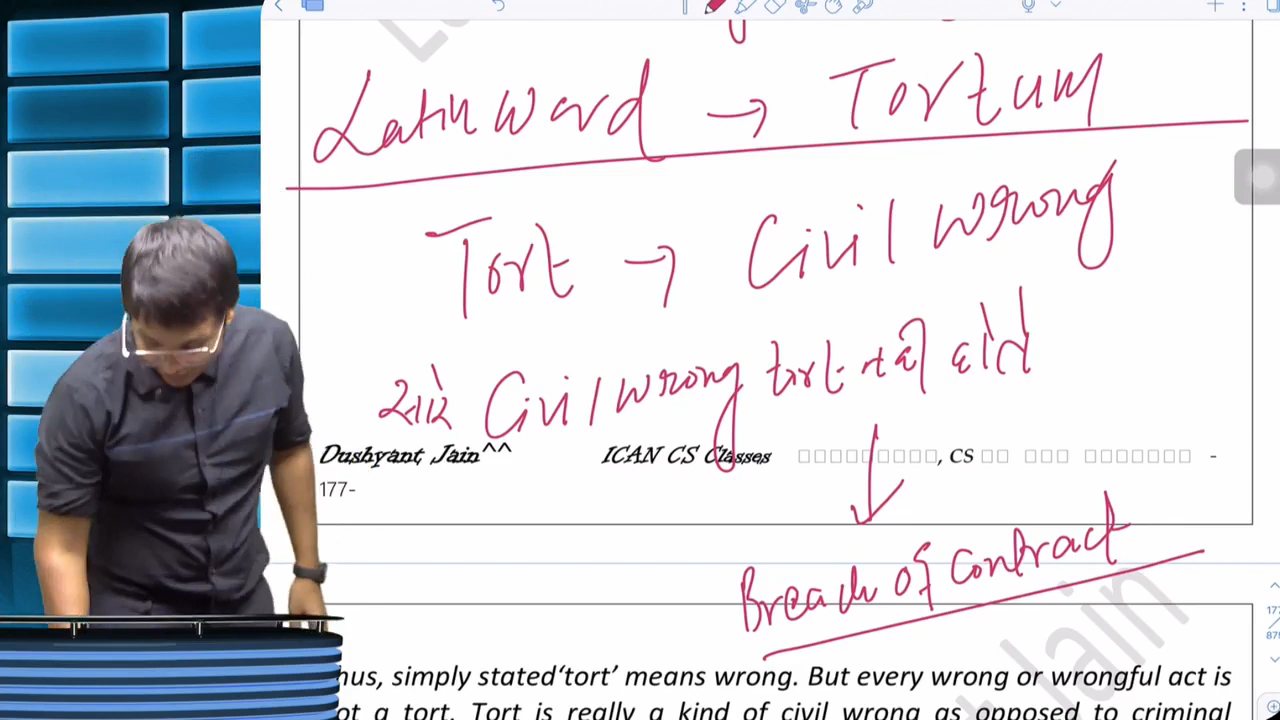 Latin word → Tortum
Tort → Civil wrong
सारे Civil wrong tort नहीं होते
Dushyant Jain^^ ICAN CS Classes □□□□□□□□□, CS □□ □□□ □□□□□□□ -
177-
Breach of contract
Jain
hus, simply stated‘tort’ means wrong. But every wrong or wrongful act is
ot a tort. Tort is really a kind of civil wrong as opposed to criminal